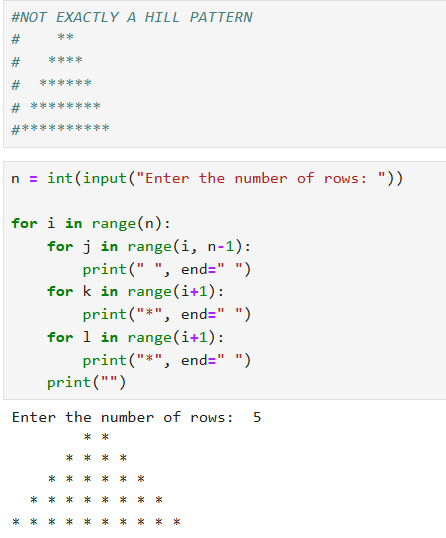 #NOT EXACTLY A HILL PATTERN
#    **
#   ****
#  ******
# ********
#**********
n = int(input("Enter the number of rows: "))
for i in range(n):
    for j in range(i, n-1):
        print(" ", end=" ")
    for k in range(i+1):
        print("*", end=" ")
    for l in range(i+1):
        print("*", end=" ")
    print("")
Enter the number of rows:  5
        * *
      * * * *
    * * * * * *
  * * * * * * * *
* * * * * * * * * *